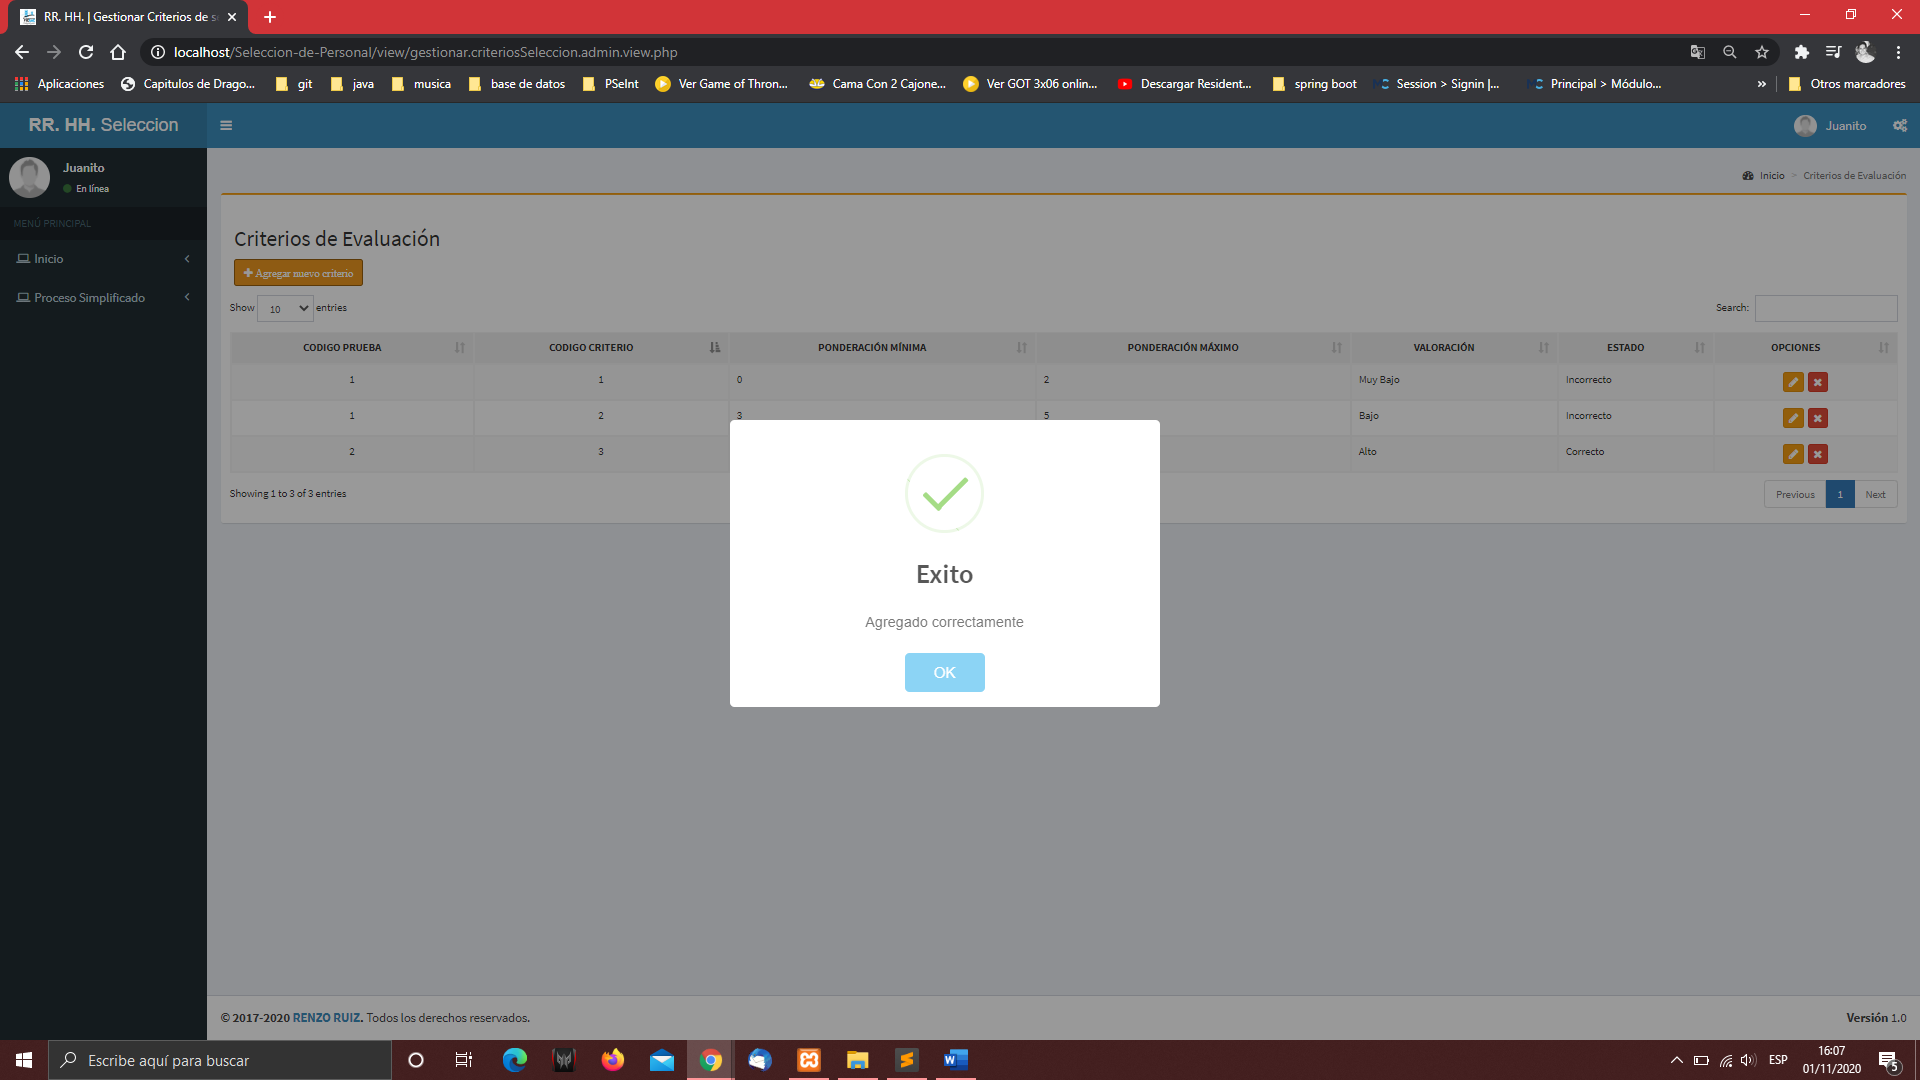 RR. HH. | Gestionar Criterios de s
localhost/Seleccion-de-Personal/view/gestionar.criteriosSeleccion.admin.view.php
Aplicaciones Capitulos de Drago... git java musica base de datos PSeInt Ver Game of Thron... Cama Con 2 Cajone... Ver GOT 3x06 onlin... Descargar Resident... spring boot Session > Signin |... Principal > Módulo... » Otros marcadores
RR. HH. Seleccion
Juanito
Juanito
En línea
Inicio > Criterios de Evaluación
MENÚ PRINCIPAL
Inicio
Proceso Simplificado
Criterios de Evaluación
Agregar nuevo criterio
Show 10 entries
Search:
CODIGO PRUEBA CODIGO CRITERIO PONDERACIÓN MÍNIMA PONDERACIÓN MÁXIMO VALORACIÓN ESTADO OPCIONES
1 1 0 2 Muy Bajo Incorrecto
1 2 3 5 Bajo Incorrecto
2 3 Alto Correcto
Showing 1 to 3 of 3 entries
Previous 1 Next
Exito
Agregado correctamente
OK
© 2017-2020 RENZO RUIZ. Todos los derechos reservados.
Versión 1.0
Escribe aquí para buscar
ESP
16:07
01/11/2020
5